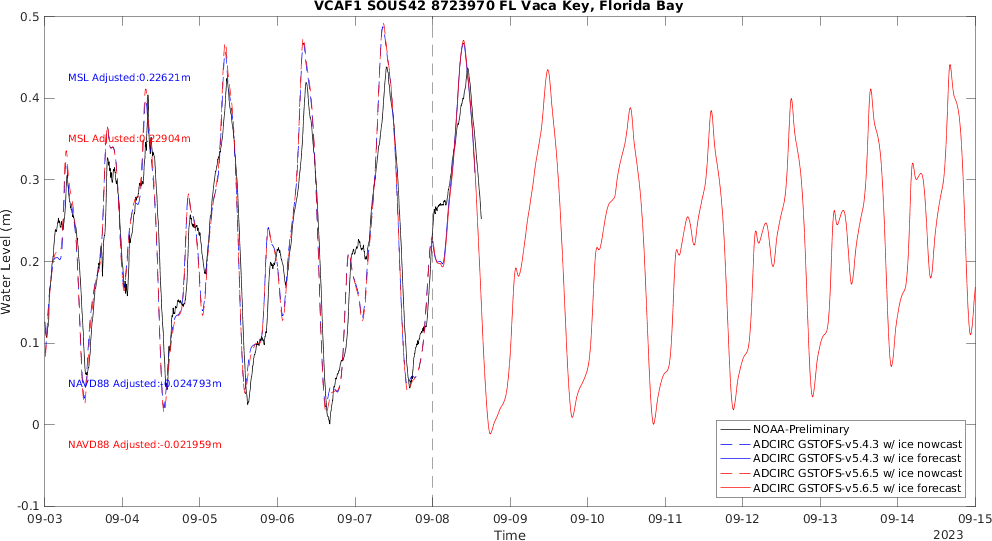 VCAF1 SOUS42 8723970 FL Vaca Key, Florida Bay
0.5
0.4
0.3
0.2
0.1
0
-0.1
Water Level (m)
MSL Adjusted:0.22621m
MSL Adjusted:0.22904m
NAVD88 Adjusted:-0.024793m
NAVD88 Adjusted:-0.021959m
NOAA-Preliminary
ADCIRC GSTOFS-v5.4.3 w/ ice nowcast
ADCIRC GSTOFS-v5.4.3 w/ ice forecast
ADCIRC GSTOFS-v5.6.5 w/ ice nowcast
ADCIRC GSTOFS-v5.6.5 w/ ice forecast
09-03 09-04 09-05 09-06 09-07 09-08 09-09 09-10 09-11 09-12 09-13 09-14 09-15
Time
2023